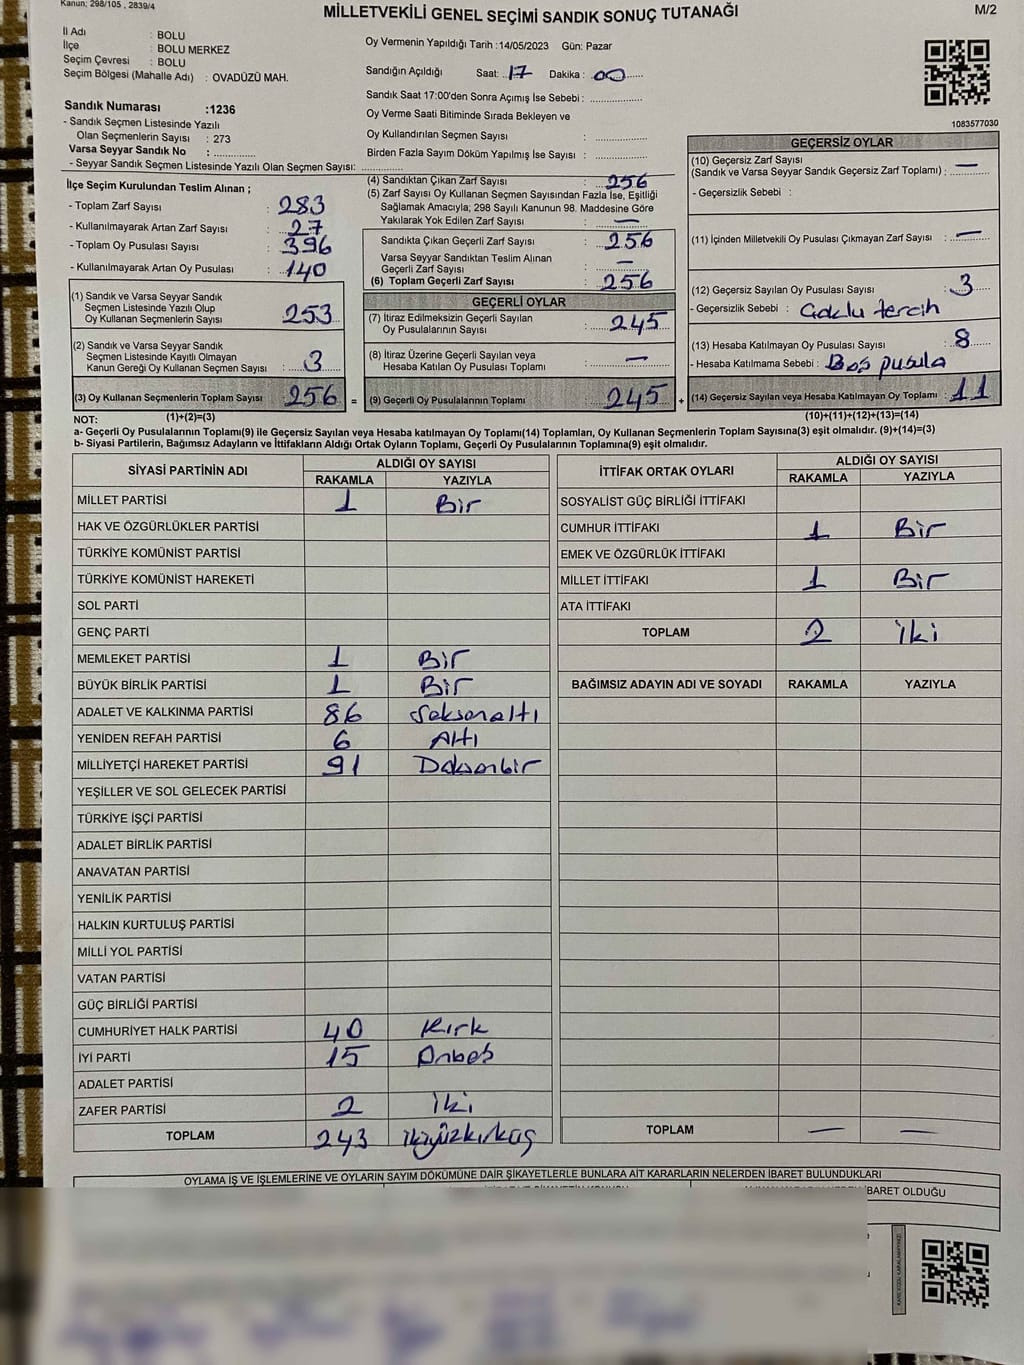 Kanun; 298/105 , 2839/4
MİLLETVEKİLİ GENEL SEÇİMİ SANDIK SONUÇ TUTANAĞI
M/2
İl Adı : BOLU
İlçe : BOLU MERKEZ
Seçim Çevresi : BOLU
Seçim Bölgesi (Mahalle Adı) : OVADÜZÜ MAH.
Sandık Numarası :1236
- Sandık Seçmen Listesinde Yazılı
Olan Seçmenlerin Sayısı : 273
Varsa Seyyar Sandık No :
- Seyyar Sandık Seçmen Listesinde Yazılı Olan Seçmen Sayısı:
Oy Vermenin Yapıldığı Tarih :14/05/2023 Gün: Pazar
Sandığın Açıldığı Saat: 17 Dakika : 00
Sandık Saat 17:00'den Sonra Açımış İse Sebebi :
Oy Verme Saati Bitiminde Sırada Bekleyen ve
Oy Kullandırılan Seçmen Sayısı :
Birden Fazla Sayım Döküm Yapılmış İse Sayısı :
1083577030
İlçe Seçim Kurulundan Teslim Alınan ;
- Toplam Zarf Sayısı : 283
- Kullanılmayarak Artan Zarf Sayısı : 27
- Toplam Oy Pusulası Sayısı : 396
- Kullanılmayarak Artan Oy Pusulası : 140
(1) Sandık ve Varsa Seyyar Sandık
Seçmen Listesinde Yazılı Olup
Oy Kullanan Seçmenlerin Sayısı : 253
(2) Sandık ve Varsa Seyyar Sandık
Seçmen Listesinde Kayıtlı Olmayan
Kanun Gereği Oy Kullanan Seçmen Sayısı : 3
(3) Oy Kullanan Seçmenlerin Toplam Sayısı : 256 =
(1)+(2)=(3)
(4) Sandıktan Çıkan Zarf Sayısı : 256
(5) Zarf Sayısı Oy Kullanan Seçmen Sayısından Fazla İse, Eşitliği
Sağlamak Amacıyla; 298 Sayılı Kanunun 98. Maddesine Göre
Yakılarak Yok Edilen Zarf Sayısı : —
Sandıkta Çıkan Geçerli Zarf Sayısı : 256
Varsa Seyyar Sandıktan Teslim Alınan
Geçerli Zarf Sayısı : —
(6) Toplam Geçerli Zarf Sayısı : 256
GEÇERLİ OYLAR
(7) İtiraz Edilmeksizin Geçerli Sayılan
Oy Pusulalarının Sayısı : 245
(8) İtiraz Üzerine Geçerli Sayılan veya
Hesaba Katılan Oy Pusulası Toplamı : —
(9) Geçerli Oy Pusulalarının Toplamı : 245 +
GEÇERSİZ OYLAR
(10) Geçersiz Zarf Sayısı
(Sandık ve Varsa Seyyar Sandık Geçersiz Zarf Toplamı) : —
- Geçersizlik Sebebi :
(11) İçinden Milletvekili Oy Pusulası Çıkmayan Zarf Sayısı : —
(12) Geçersiz Sayılan Oy Pusulası Sayısı : 3
- Geçersizlik Sebebi : Çoklu tercih
(13) Hesaba Katılmayan Oy Pusulası Sayısı : 8
- Hesaba Katılmama Sebebi : Boş pusula
(14) Geçersiz Sayılan veya Hesaba Katılmayan Oy Toplamı : 11
(10)+(11)+(12)+(13)=(14)
NOT:
a- Geçerli Oy Pusulalarının Toplamı(9) ile Geçersiz Sayılan veya Hesaba katılmayan Oy Toplamı(14) Toplamları, Oy Kullanan Seçmenlerin Toplam Sayısına(3) eşit olmalıdır. (9)+(14)=(3)
b- Siyasi Partilerin, Bağımsız Adayların ve İttifakların Aldığı Ortak Oyların Toplamı, Geçerli Oy Pusulalarının Toplamına(9) eşit olmalıdır.
SİYASİ PARTİNİN ADI ALDIĞI OY SAYISI
RAKAMLA YAZIYLA
MİLLET PARTİSİ 1 Bir
HAK VE ÖZGÜRLÜKLER PARTİSİ
TÜRKİYE KOMÜNİST PARTİSİ
TÜRKİYE KOMÜNİST HAREKETİ
SOL PARTİ
GENÇ PARTİ
MEMLEKET PARTİSİ 1 Bir
BÜYÜK BİRLİK PARTİSİ 1 Bir
ADALET VE KALKINMA PARTİSİ 86 Seksenaltı
YENİDEN REFAH PARTİSİ 6 Altı
MİLLİYETÇİ HAREKET PARTİSİ 91 Doksanbir
YEŞİLLER VE SOL GELECEK PARTİSİ
TÜRKİYE İŞÇİ PARTİSİ
ADALET BİRLİK PARTİSİ
ANAVATAN PARTİSİ
YENİLİK PARTİSİ
HALKIN KURTULUŞ PARTİSİ
MİLLİ YOL PARTİSİ
VATAN PARTİSİ
GÜÇ BİRLİĞİ PARTİSİ
CUMHURİYET HALK PARTİSİ 40 Kırk
İYİ PARTİ 15 Onbeş
ADALET PARTİSİ
ZAFER PARTİSİ 2 iki
TOPLAM 243 ikiyüzkırküç
İTTİFAK ORTAK OYLARI ALDIĞI OY SAYISI
RAKAMLA YAZIYLA
SOSYALİST GÜÇ BİRLİĞİ İTTİFAKI
CUMHUR İTTİFAKI 1 Bir
EMEK VE ÖZGÜRLÜK İTTİFAKI
MİLLET İTTİFAKI 1 Bir
ATA İTTİFAKI
TOPLAM 2 iki
BAĞIMSIZ ADAYIN ADI VE SOYADI RAKAMLA YAZIYLA
TOPLAM — —
OYLAMA İŞ VE İŞLEMLERİNE VE OYLARIN SAYIM DÖKÜMÜNE DAİR ŞİKAYETLERLE BUNLARA AİT KARARLARIN NELERDEN İBARET BULUNDUKLARI
İBARET OLDUĞU